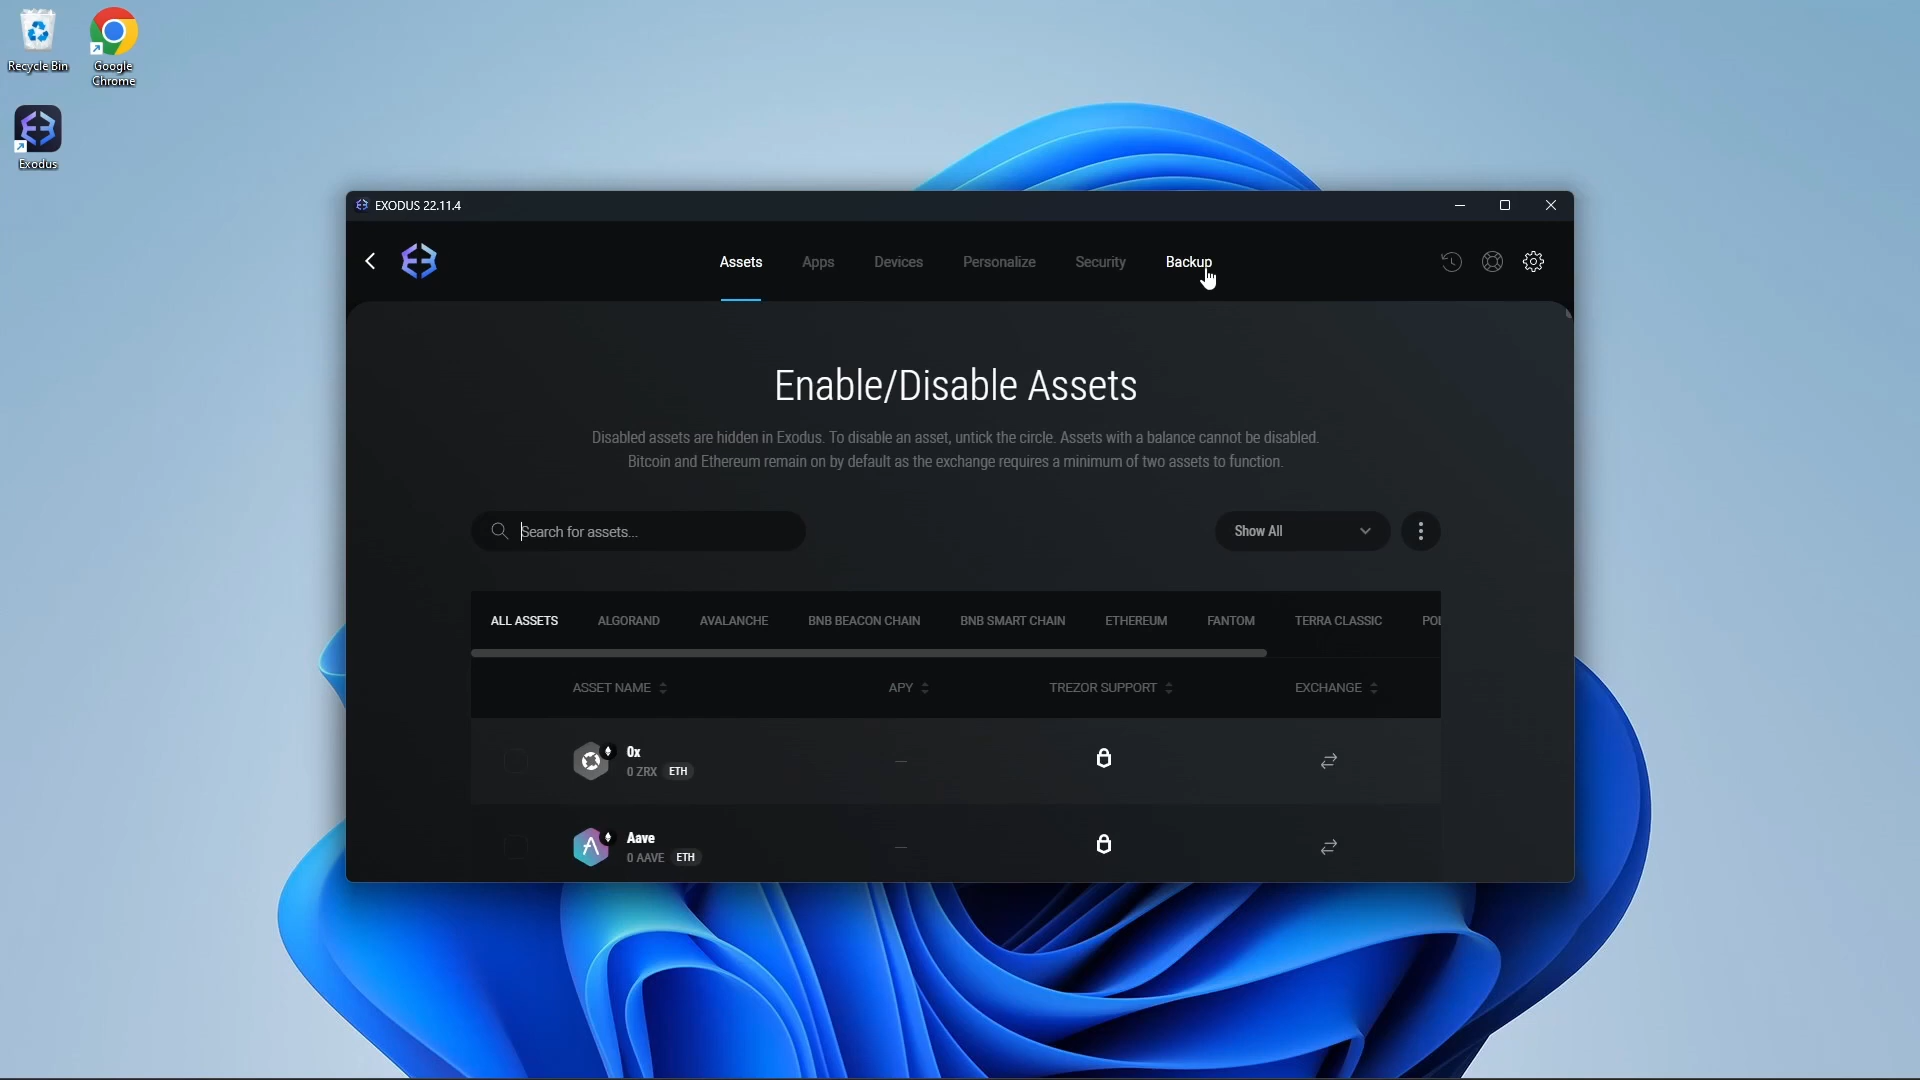 Recycle Bin
Google
Chrome
Exodus
EXODUS 22.11.4
Assets
Apps
Devices
Personalize
Security
Backup
Enable/Disable Assets
Disabled assets are hidden in Exodus. To disable an asset, untick the circle. Assets with a balance cannot be disabled.
Bitcoin and Ethereum remain on by default as the exchange requires a minimum of two assets to function.
Search for assets...
Show All
ALL ASSETS
ALGORAND
AVALANCHE
BNB BEACON CHAIN
BNB SMART CHAIN
ETHEREUM
FANTOM
TERRA CLASSIC
POL
ASSET NAME
APY
TREZOR SUPPORT
EXCHANGE
0x
0 ZRX ETH
—
Aave
0 AAVE ETH
—